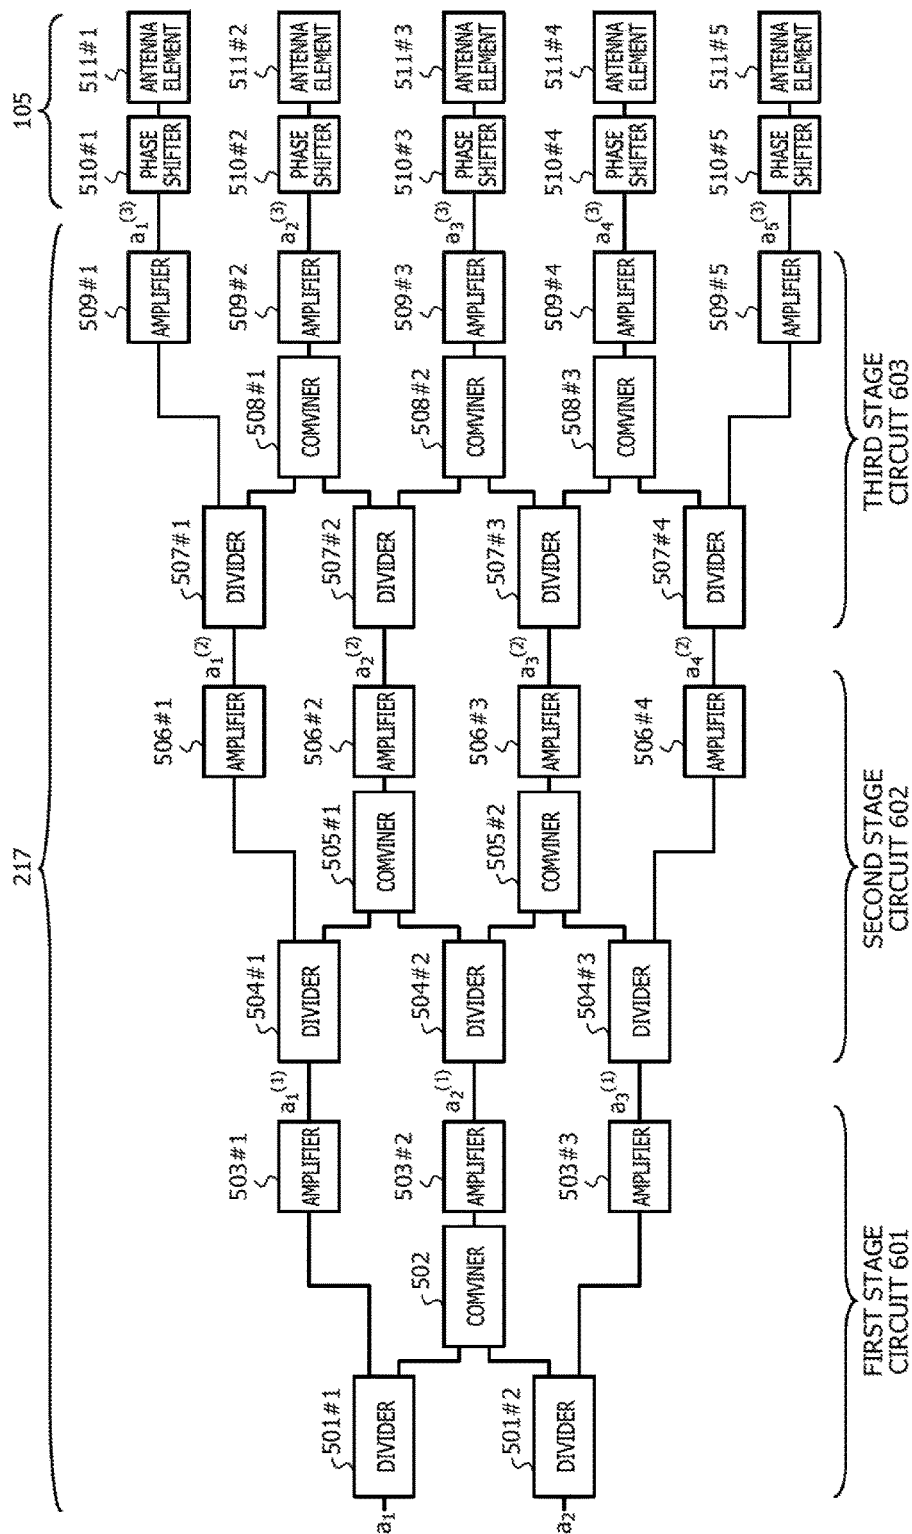 217
105
a1
a2
501#1
DIVIDER
501#2
DIVIDER
502
COMVINER
503#1
AMPLIFIER
503#2
AMPLIFIER
503#3
AMPLIFIER
a1(1)
a2(1)
a3(1)
504#1
DIVIDER
504#2
DIVIDER
504#3
DIVIDER
505#1
COMVINER
505#2
COMVINER
506#1
AMPLIFIER
506#2
AMPLIFIER
506#3
AMPLIFIER
506#4
AMPLIFIER
a1(2)
a2(2)
a3(2)
a4(2)
507#1
DIVIDER
507#2
DIVIDER
507#3
DIVIDER
507#4
DIVIDER
508#1
COMVINER
508#2
COMVINER
508#3
COMVINER
509#1
AMPLIFIER
509#2
AMPLIFIER
509#3
AMPLIFIER
509#4
AMPLIFIER
509#5
AMPLIFIER
a1(3)
a2(3)
a3(3)
a4(3)
a5(3)
510#1
PHASE
SHIFTER
510#2
PHASE
SHIFTER
510#3
PHASE
SHIFTER
510#4
PHASE
SHIFTER
510#5
PHASE
SHIFTER
511#1
ANTENNA
ELEMENT
511#2
ANTENNA
ELEMENT
511#3
ANTENNA
ELEMENT
511#4
ANTENNA
ELEMENT
511#5
ANTENNA
ELEMENT
FIRST STAGE
CIRCUIT 601
SECOND STAGE
CIRCUIT 602
THIRD STAGE
CIRCUIT 603